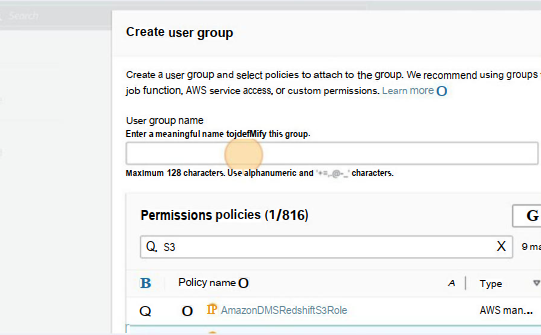 Search
Create user group
Create a user group and select policies to attach to the group. We recommend using groups
job function, AWS service access, or custom permissions. Learn more O
User group name
Enter a meaningful name tojdefMify this group.
Maximum 128 characters. Use alphanumeric and '+=,.@-_' characters.
Permissions policies (1/816)
G
Q. S3 X 9 ma
B Policy name O A Type
Q O IP AmazonDMSRedshiftS3Role AWS man...